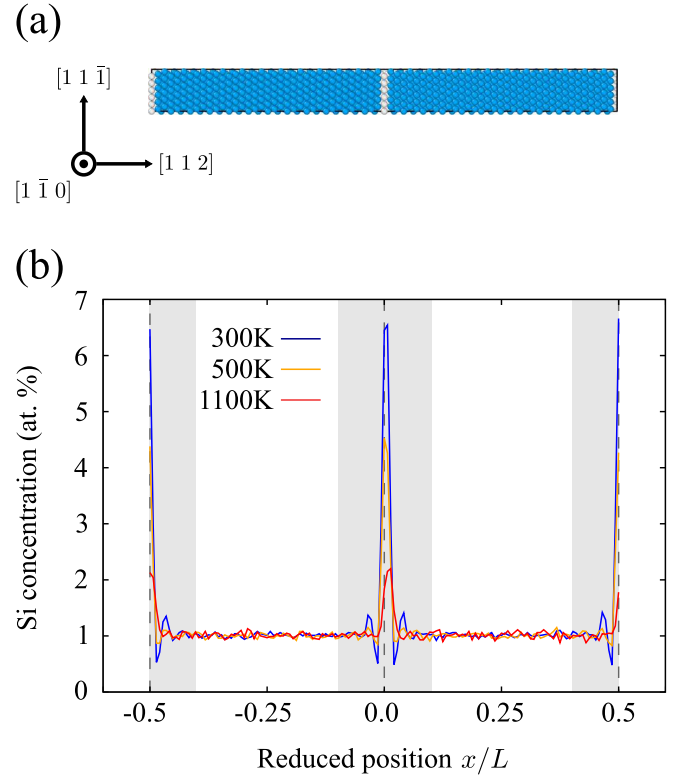 (a)
[1 1 1̄]
[1 1 2]
[1 1̄ 0]
(b)
7
6
5
4
3
2
1
0
Si concentration (at. %)
300K
500K
1100K
-0.5
-0.25
0.0
0.25
0.5
Reduced position x/L